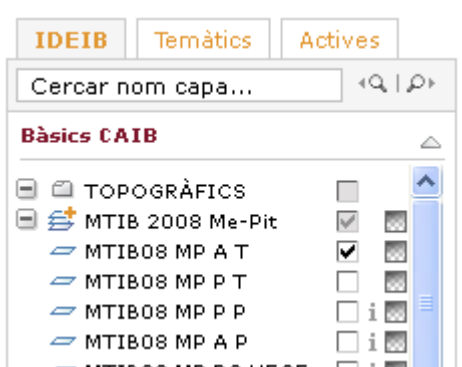 IDEIB Temàtics Actives
Cercar nom capa...
Bàsics CAIB
TOPOGRÀFICS
MTIB 2008 Me-Pit
MTIB08 MP A T
MTIB08 MP P T
MTIB08 MP P P i
MTIB08 MP A P i